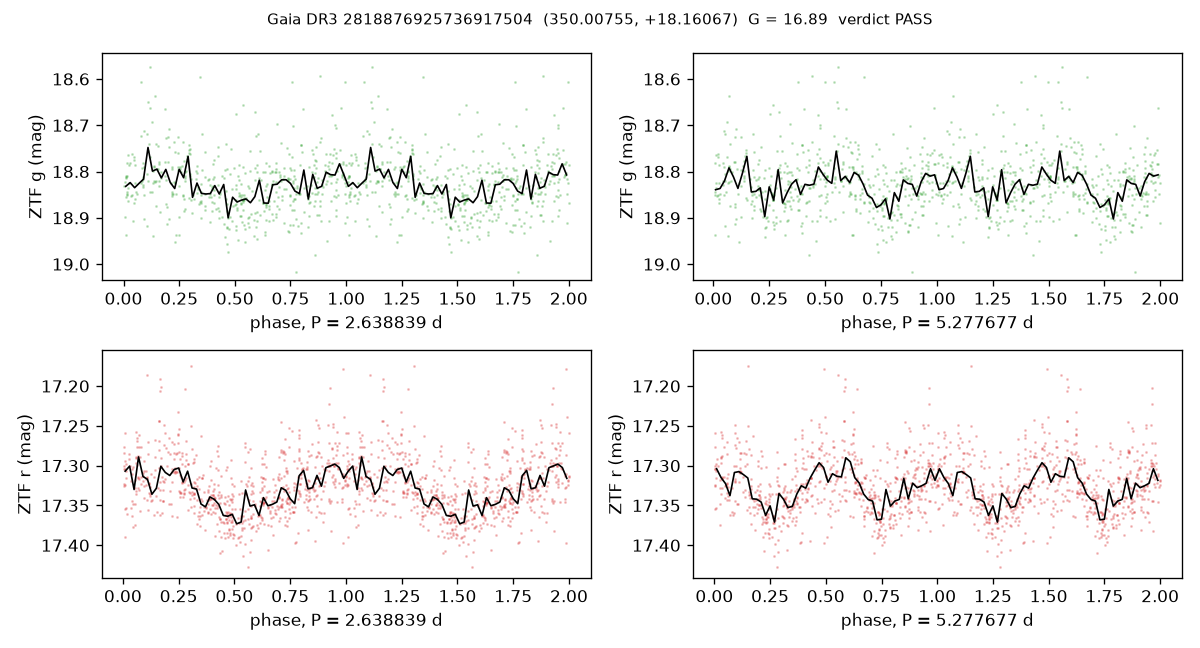 Gaia DR3 2818876925736917504 (350.00755, +18.16067) G = 16.89 verdict PASS
ZTF g (mag)
18.6
18.7
18.8
18.9
19.0
0.00 0.25 0.50 0.75 1.00 1.25 1.50 1.75 2.00
phase, P = 2.638839 d
ZTF g (mag)
18.6
18.7
18.8
18.9
19.0
0.00 0.25 0.50 0.75 1.00 1.25 1.50 1.75 2.00
phase, P = 5.277677 d
ZTF r (mag)
17.20
17.25
17.30
17.35
17.40
0.00 0.25 0.50 0.75 1.00 1.25 1.50 1.75 2.00
phase, P = 2.638839 d
ZTF r (mag)
17.20
17.25
17.30
17.35
17.40
0.00 0.25 0.50 0.75 1.00 1.25 1.50 1.75 2.00
phase, P = 5.277677 d